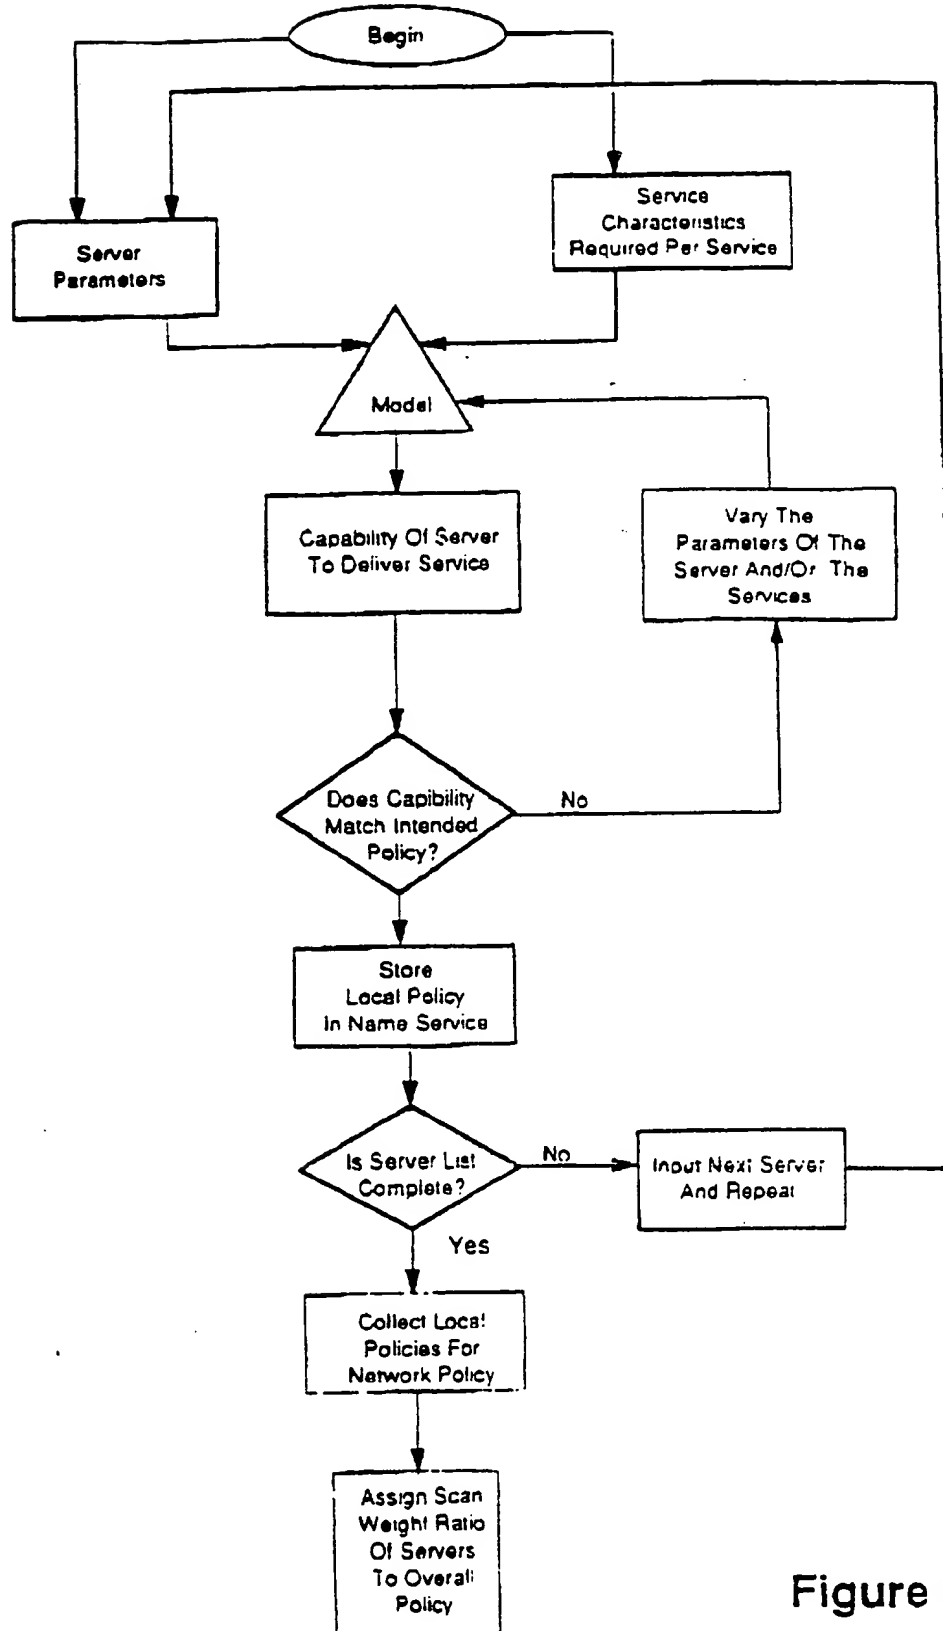 Begin
Server
Parameters
Service
Characteristics
Required Per Service
Model
Capability Of Server
To Deliver Service
Vary The
Parameters Of The
Server And/Or The
Services
Does Capibility
Match Intended
Policy?
No
Store
Local Policy
In Name Service
Is Server List
Complete?
No
Input Next Server
And Repeat
Yes
Collect Local
Policies For
Network Policy
Assign Scan
Weight Ratio
Of Servers
To Overall
Policy
Figure